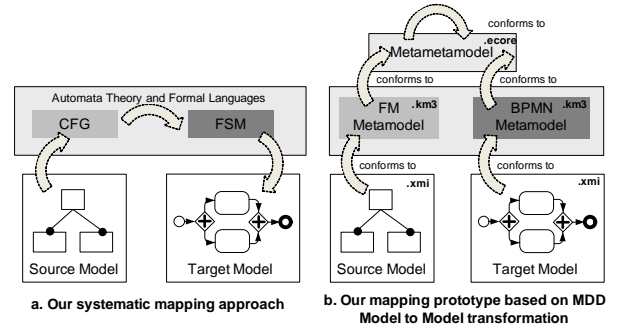 conforms to
.ecore
Metametamodel
conforms to
conforms to
Automata Theory and Formal Languages
CFG
FSM
FM .km3
Metamodel
BPMN .km3
Metamodel
conforms to
conforms to
.xmi
.xmi
Source Model
Target Model
Source Model
Target Model
a. Our systematic mapping approach
b. Our mapping prototype based on MDD
Model to Model transformation